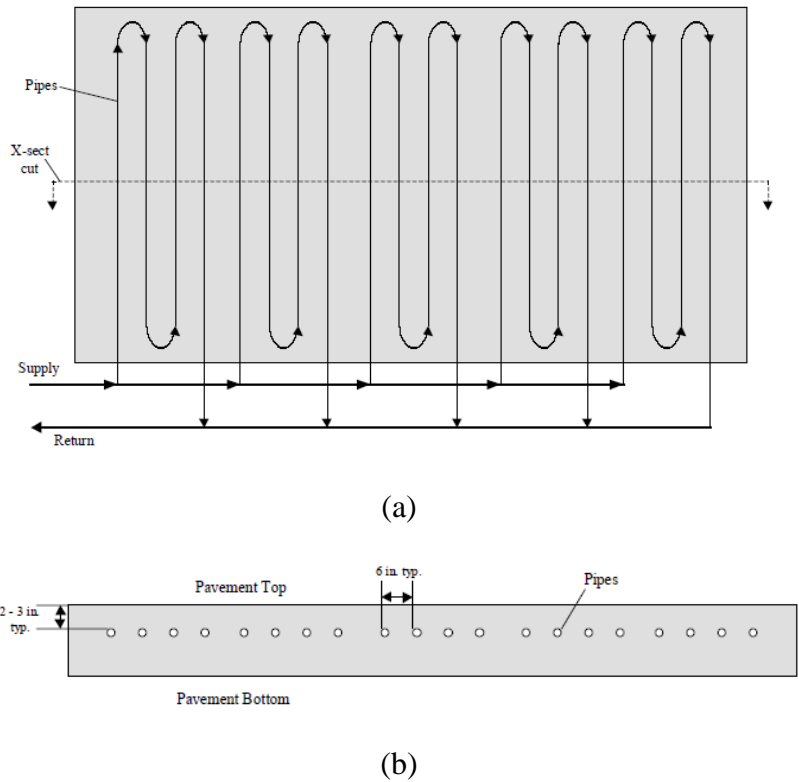 Pipes
X-sect
cut
Supply
Return
(a)
6 in. typ.
Pavement Top
Pipes
2 - 3 in.
typ.
Pavement Bottom
(b)